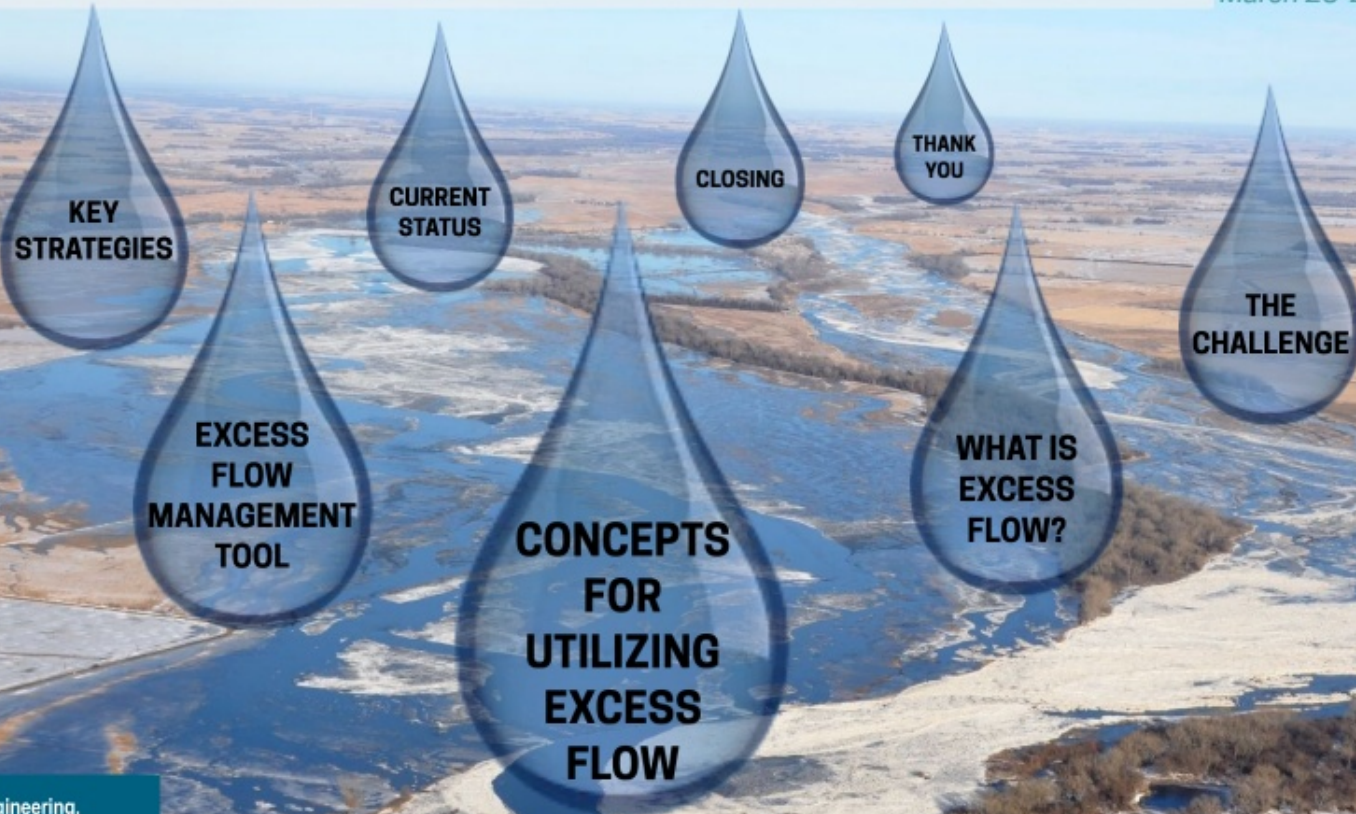 KEY
STRATEGIES
CURRENT
STATUS
CLOSING
THANK
YOU
THE
CHALLENGE
EXCESS
FLOW
MANAGEMENT
TOOL
CONCEPTS
FOR
UTILIZING
EXCESS
FLOW
WHAT IS
EXCESS
FLOW?